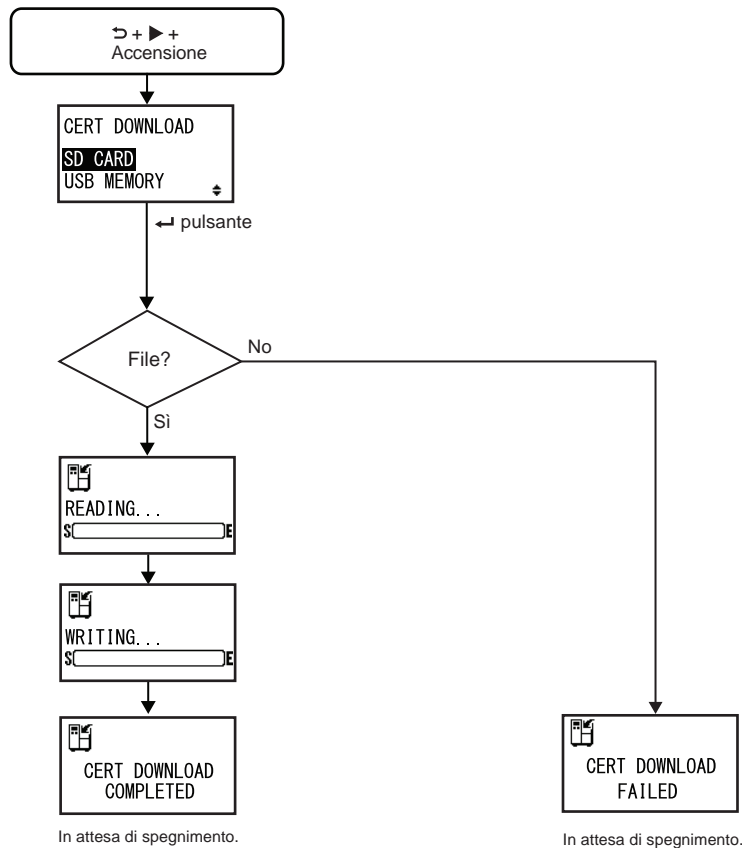 ⮌ + ▶ +
Accensione
CERT DOWNLOAD
SD CARD
USB MEMORY
↵ pulsante
File?
No
Sì
READING...
S E
WRITING...
S E
CERT DOWNLOAD
COMPLETED
In attesa di spegnimento.
CERT DOWNLOAD
FAILED
In attesa di spegnimento.